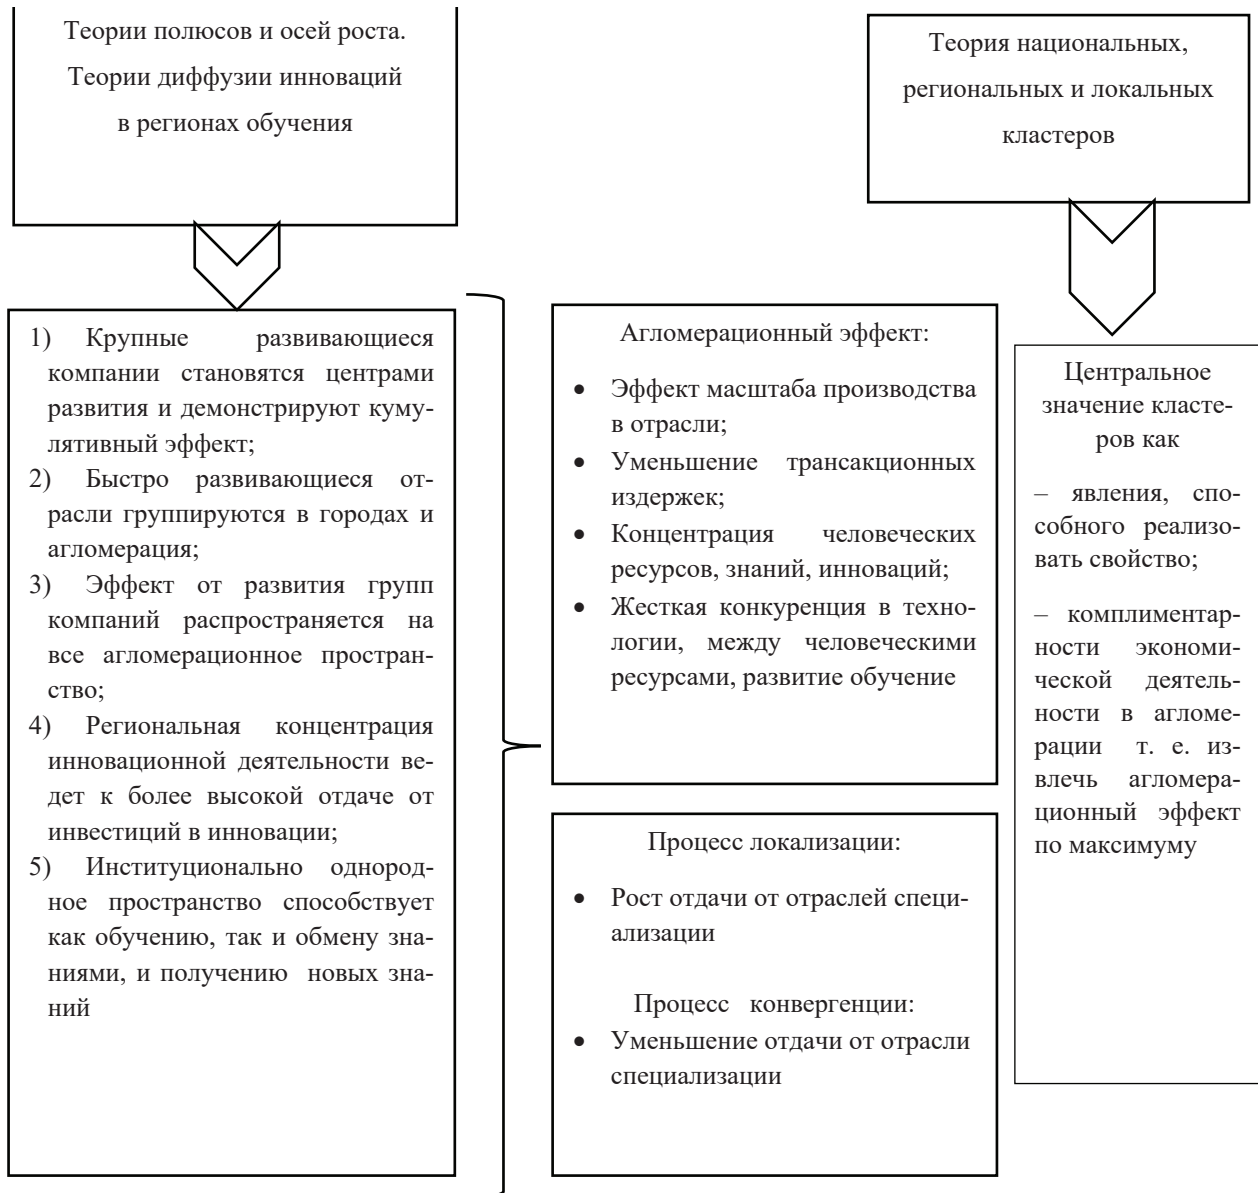 Теории полюсов и осей роста.
Теории диффузии инноваций
в регионах обучения
Теория национальных,
региональных и локальных
кластеров
1) Крупные развивающиеся
компании становятся центрами
развития и демонстрируют куму-
лятивный эффект;
2) Быстро развивающиеся от-
расли группируются в городах и
агломерация;
3) Эффект от развития групп
компаний распространяется на
все агломерационное простран-
ство;
4) Региональная концентрация
инновационной деятельности ве-
дет к более высокой отдаче от
инвестиций в инновации;
5) Институционально однород-
ное пространство способствует
как обучению, так и обмену зна-
ниями, и получению новых зна-
ний
Агломерационный эффект:
• Эффект масштаба производства
в отрасли;
• Уменьшение трансакционных
издержек;
• Концентрация человеческих
ресурсов, знаний, инноваций;
• Жесткая конкуренция в техно-
логии, между человеческими
ресурсами, развитие обучение
Процесс локализации:
• Рост отдачи от отраслей специ-
ализации
Процесс конвергенции:
• Уменьшение отдачи от отрасли
специализации
Центральное
значение класте-
ров как
– явления, спо-
собного реализо-
вать свойство;
– комплиментар-
ности экономи-
ческой деятель-
ности в агломе-
рации т. е. из-
влечь агломера-
ционный эффект
по максимуму